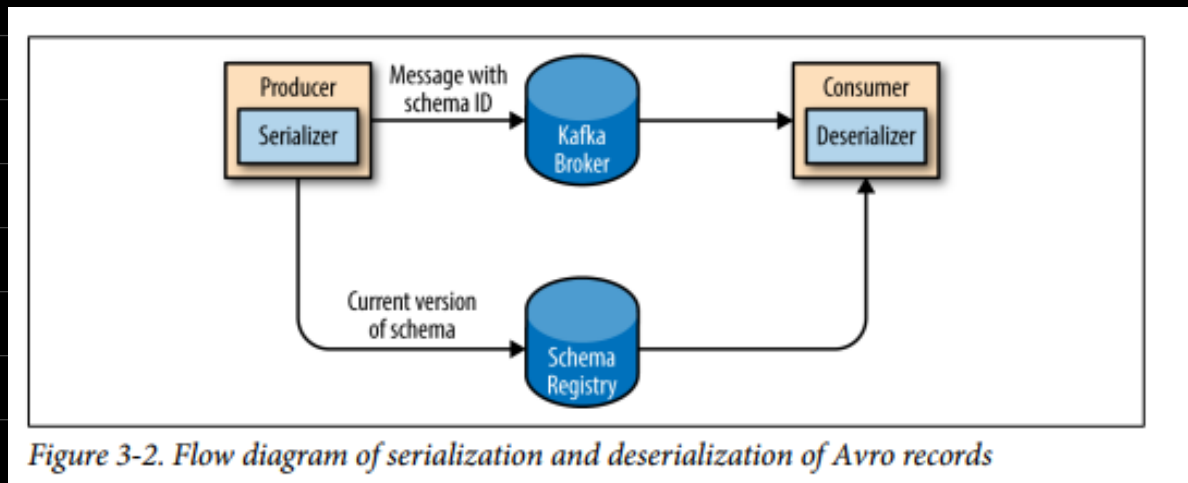 Producer
Serializer
Message with
schema ID
Kafka
Broker
Consumer
Deserializer
Current version
of schema
Schema
Registry
Figure 3-2. Flow diagram of serialization and deserialization of Avro records